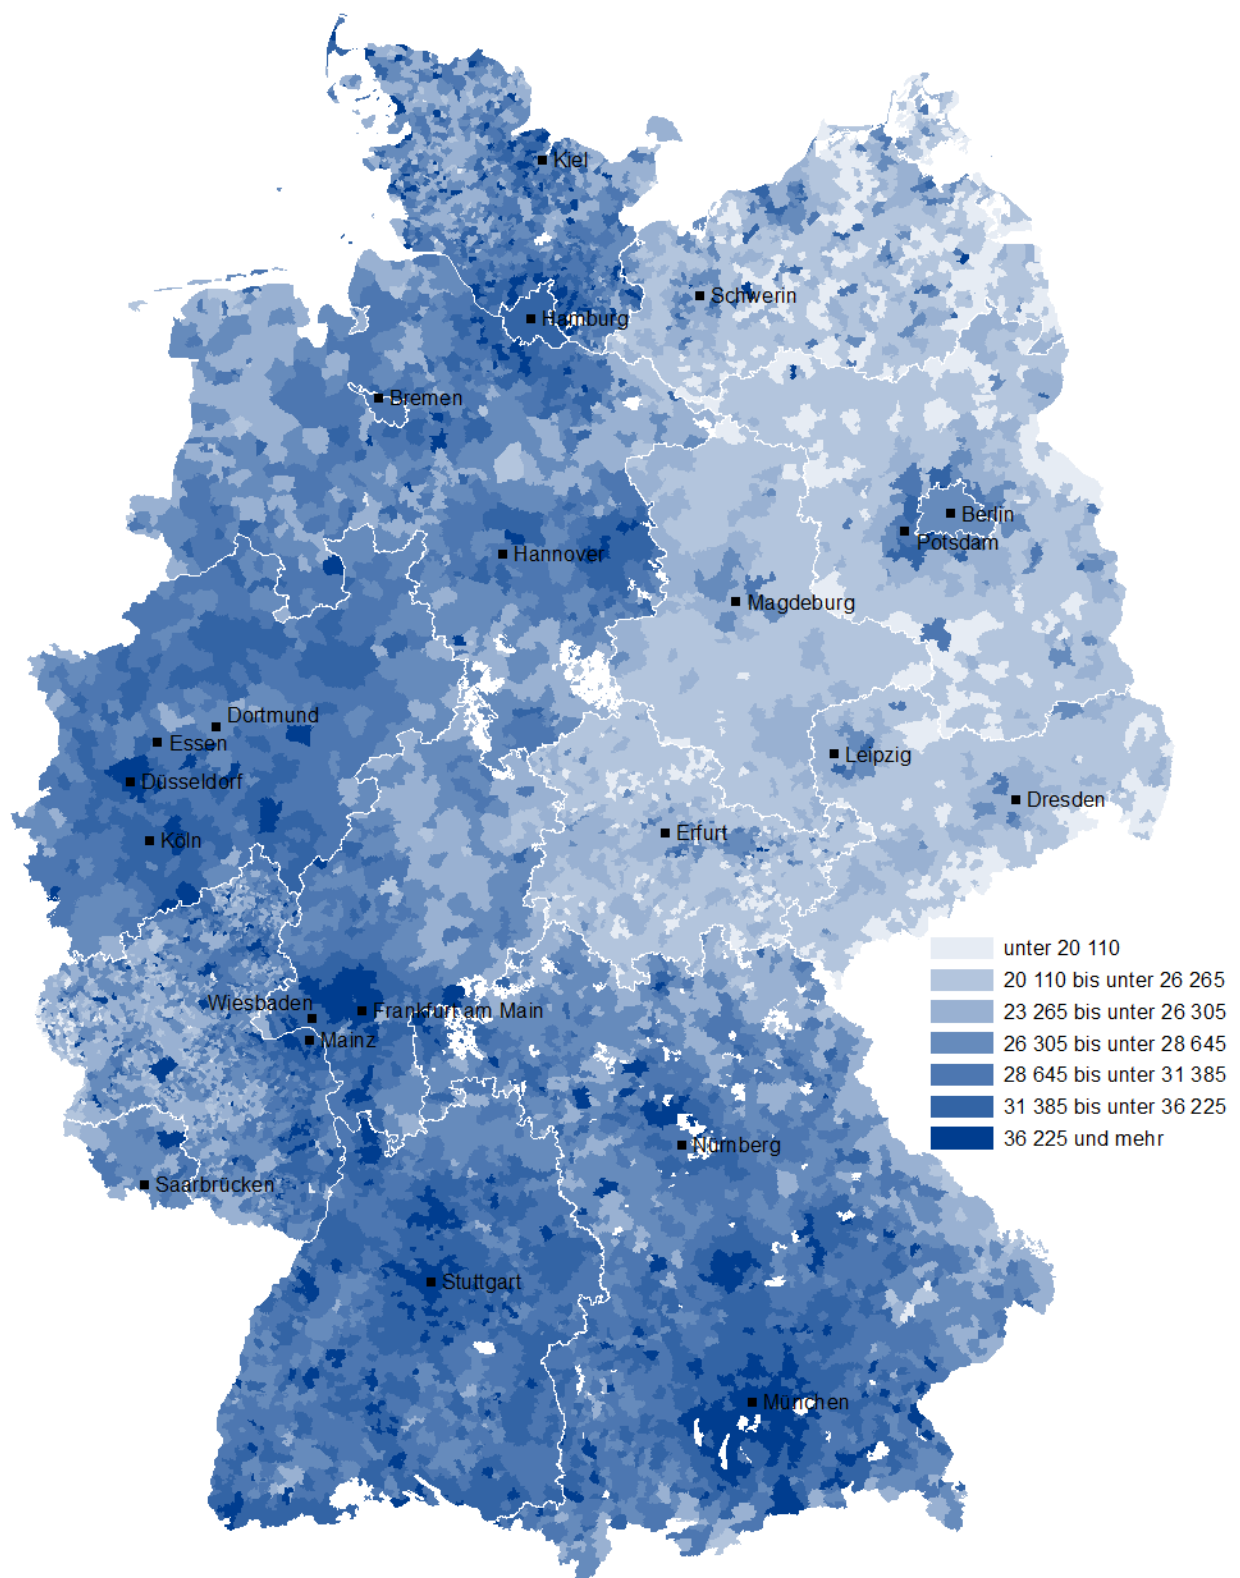 Kiel
Schwerin
Hamburg
Bremen
Berlin
Potsdam
Hannover
Magdeburg
Dortmund
Essen
Leipzig
Düsseldorf
Dresden
Köln
Erfurt
unter 20 110
20 110 bis unter 26 265
23 265 bis unter 26 305
26 305 bis unter 28 645
28 645 bis unter 31 385
31 385 bis unter 36 225
36 225 und mehr
Wiesbaden
Frankfurt am Main
Mainz
Nürnberg
Saarbrücken
Stuttgart
München